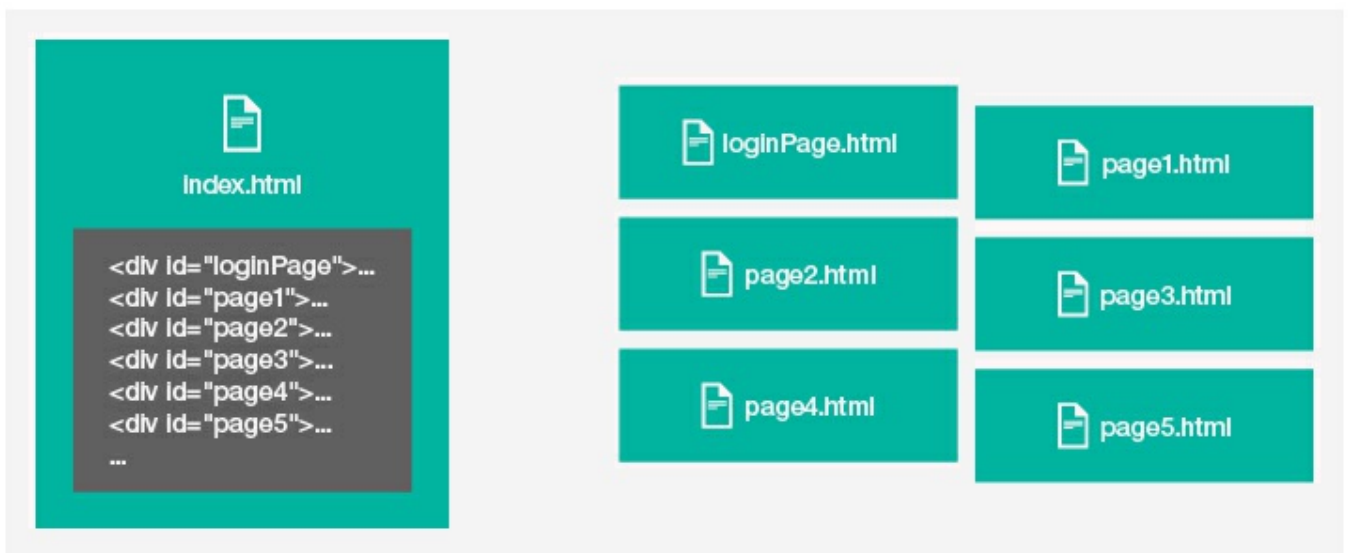 index.html
<div id="loginPage">...
<div id="page1">...
<div id="page2">...
<div id="page3">...
<div id="page4">...
<div id="page5">...
...
loginPage.html
page1.html
page2.html
page3.html
page4.html
page5.html